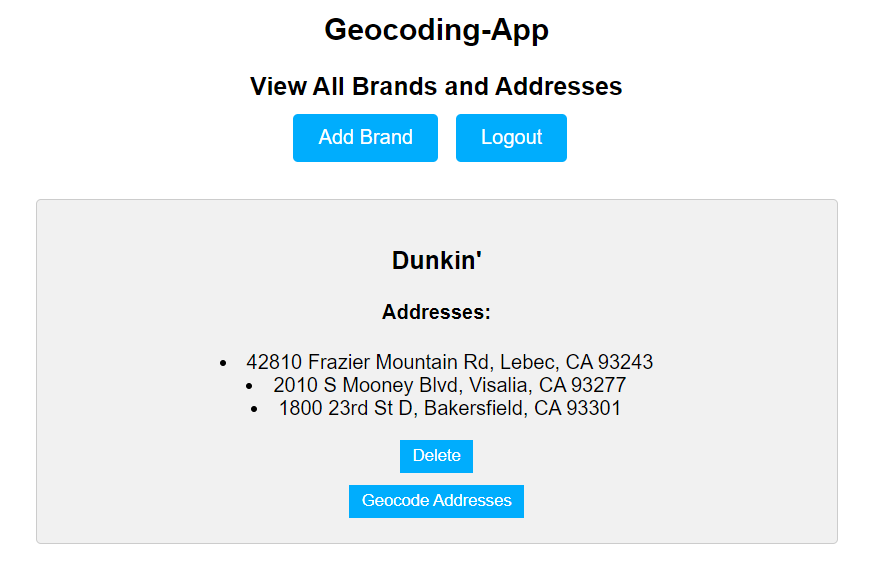 Geocoding-App
View All Brands and Addresses
Add Brand Logout
Dunkin'
Addresses:
• 42810 Frazier Mountain Rd, Lebec, CA 93243
• 2010 S Mooney Blvd, Visalia, CA 93277
• 1800 23rd St D, Bakersfield, CA 93301
Delete
Geocode Addresses